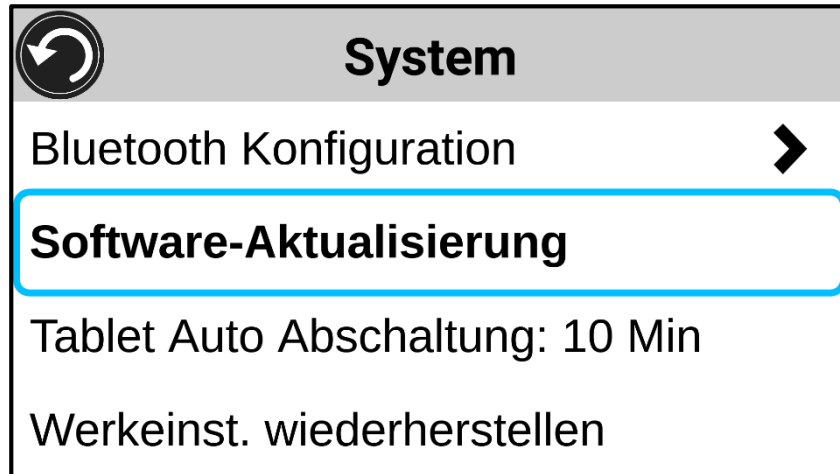 System
Bluetooth Konfiguration
Software-Aktualisierung
Tablet Auto Abschaltung: 10 Min
Werkeinst. wiederherstellen